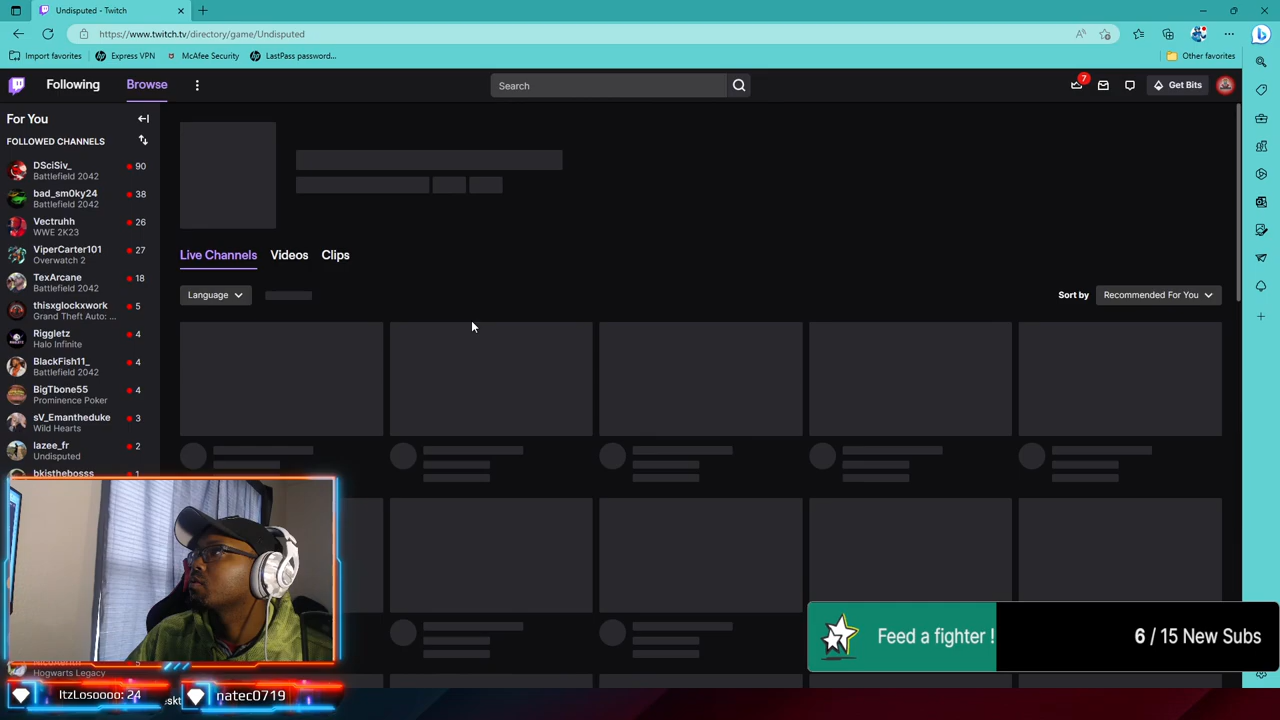 Undisputed - Twitch
https://www.twitch.tv/directory/game/Undisputed
Import favorites
Express VPN
McAfee Security
LastPass password...
Other favorites
Following
Browse
Search
7
Get Bits
For You
FOLLOWED CHANNELS
DSciSiv_
90
Battlefield 2042
bad_sm0ky24
38
Battlefield 2042
Vectruhh
26
WWE 2K23
ViperCarter101
27
Overwatch 2
TexArcane
18
Battlefield 2042
thisxglockxwork
5
Grand Theft Auto: ...
Riggletz
4
Halo Infinite
BlackFish11_
4
Battlefield 2042
BigTbone55
4
Prominence Poker
sV_Emantheduke
3
Wild Hearts
lazee_fr
2
Undisputed
bkisthebosss
1
Hogwarts Legacy
Live Channels
Videos
Clips
Language
Sort by
Recommended For You
Feed a fighter !
6 / 15 New Subs
ItzLosoooo: 24
natec0719